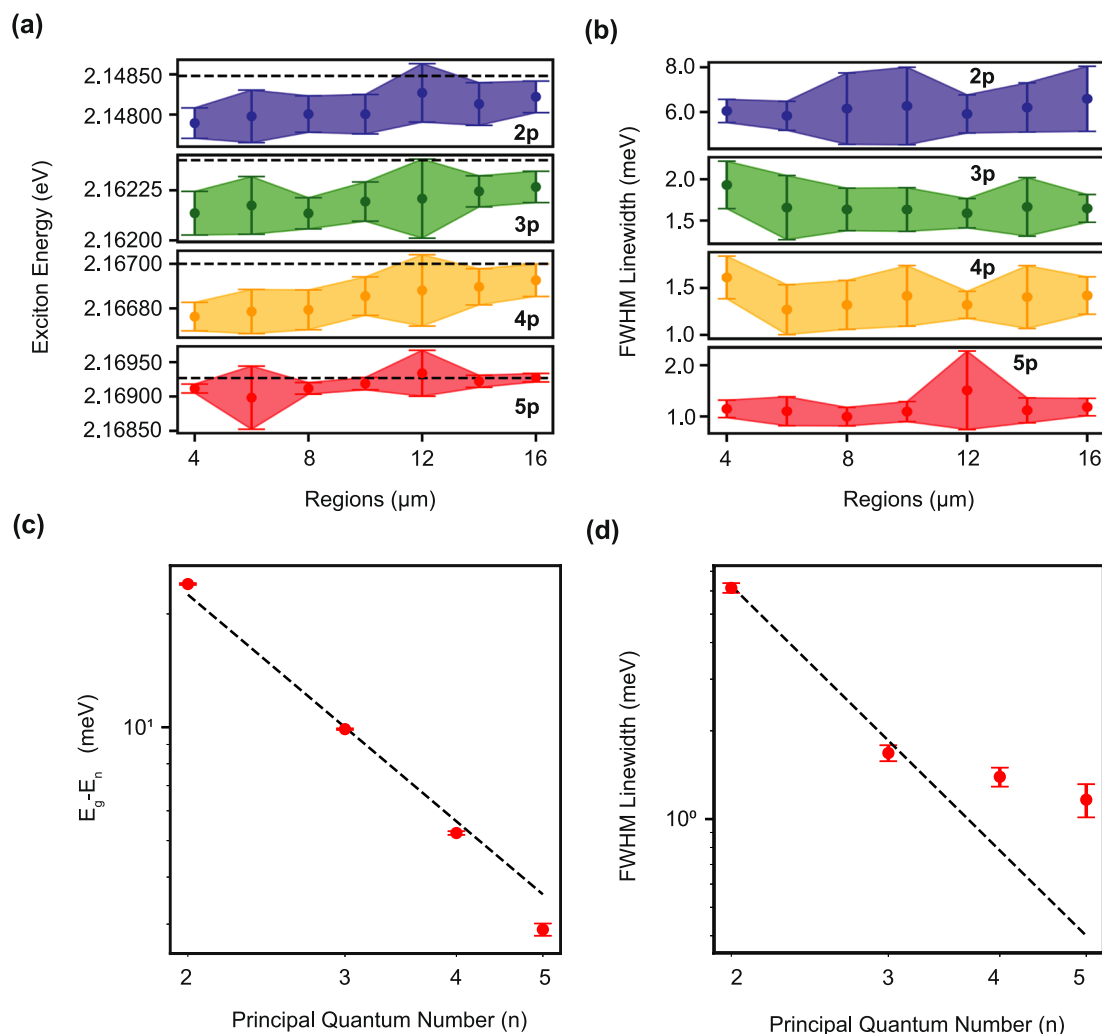 (a)
Exciton Energy (eV)
2.14850
2.14800
2p
2.16225
2.16200
3p
2.16700
2.16680
4p
2.16950
2.16900
2.16850
5p
4 8 12 16
Regions (µm)
(b)
FWHM Linewidth (meV)
8.0
6.0
2p
2.0
1.5
3p
1.5
1.0
4p
2.0
1.0
5p
4 8 12 16
Regions (µm)
(c)
E_g-E_n (meV)
10¹
2 3 4 5
Principal Quantum Number (n)
(d)
FWHM Linewidth (meV)
10⁰
2 3 4 5
Principal Quantum Number (n)